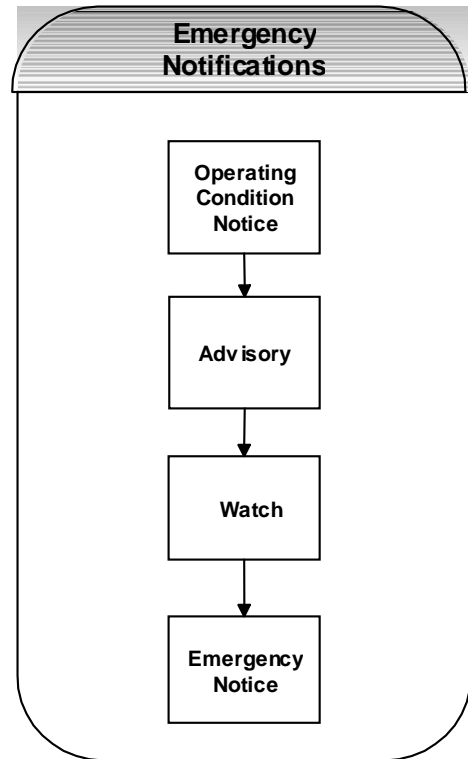 Emergency
Notifications
Operating
Condition
Notice
Advisory
Watch
Emergency
Notice